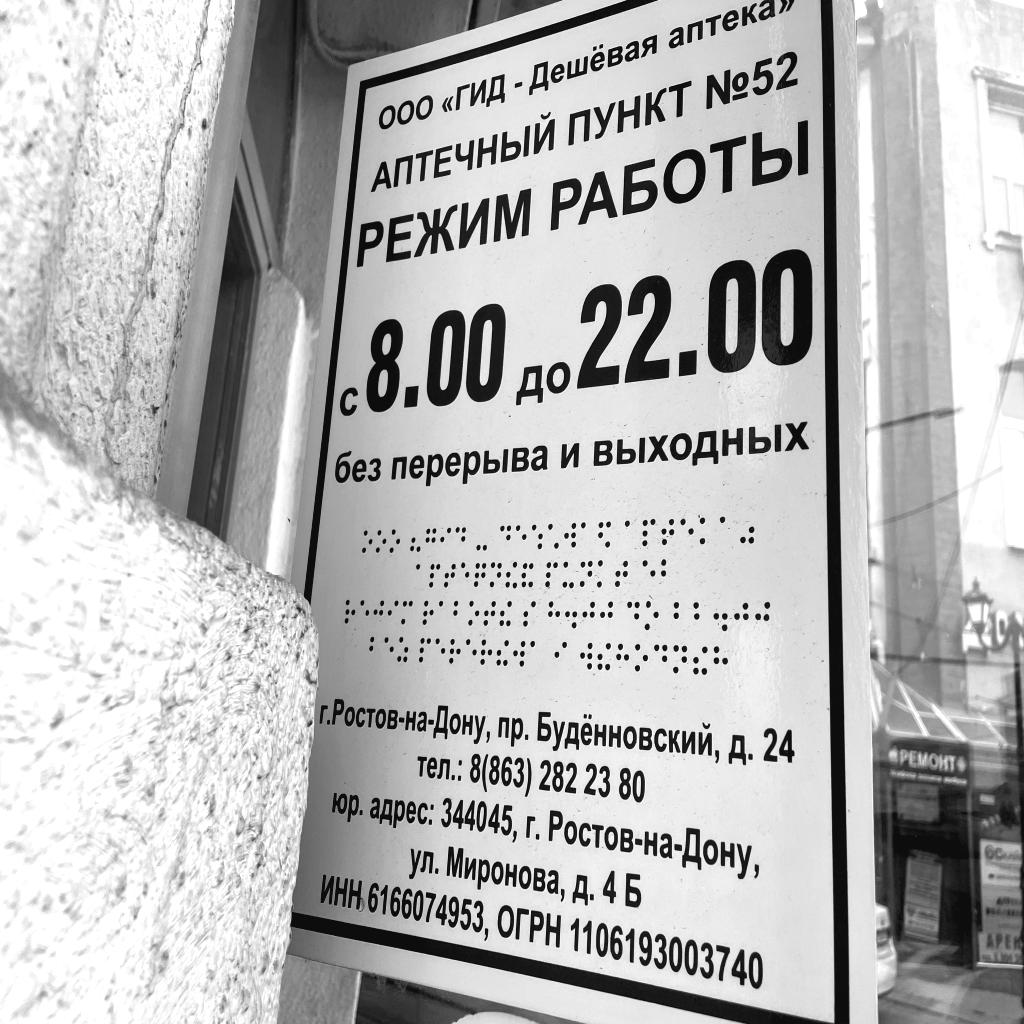 ООО «ГИД - Дешёвая аптека»
АПТЕЧНЫЙ ПУНКТ №52
РЕЖИМ РАБОТЫ
с 8.00 до 22.00
без перерыва и выходных
г.Ростов-на-Дону, пр. Будённовский, д. 24
тел.: 8(863) 282 23 80
юр. адрес: 344045, г. Ростов-на-Дону,
ул. Миронова, д. 4 Б
ИНН 6166074953, ОГРН 1106193003740
РЕМОНТ